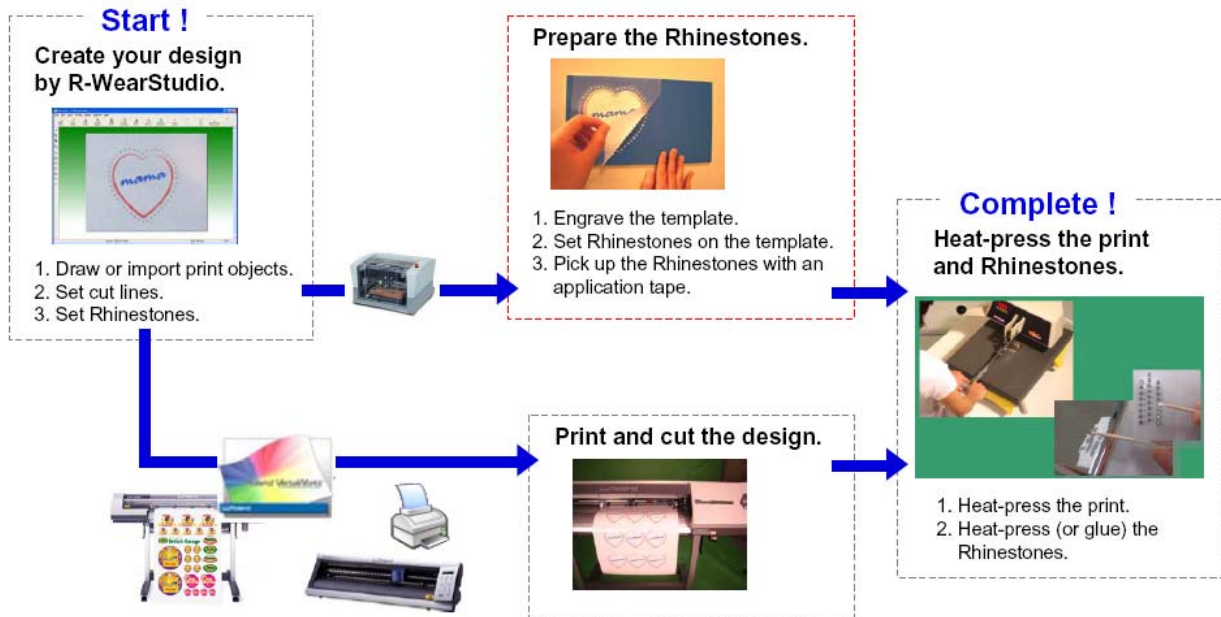 Start !
Create your design
by R-WearStudio.
mama
1. Draw or import print objects.
2. Set cut lines.
3. Set Rhinestones.
Prepare the Rhinestones.
mama
1. Engrave the template.
2. Set Rhinestones on the template.
3. Pick up the Rhinestones with an
application tape.
Print and cut the design.
Roland VersaWorks
Complete !
Heat-press the print
and Rhinestones.
1. Heat-press the print.
2. Heat-press (or glue) the
Rhinestones.